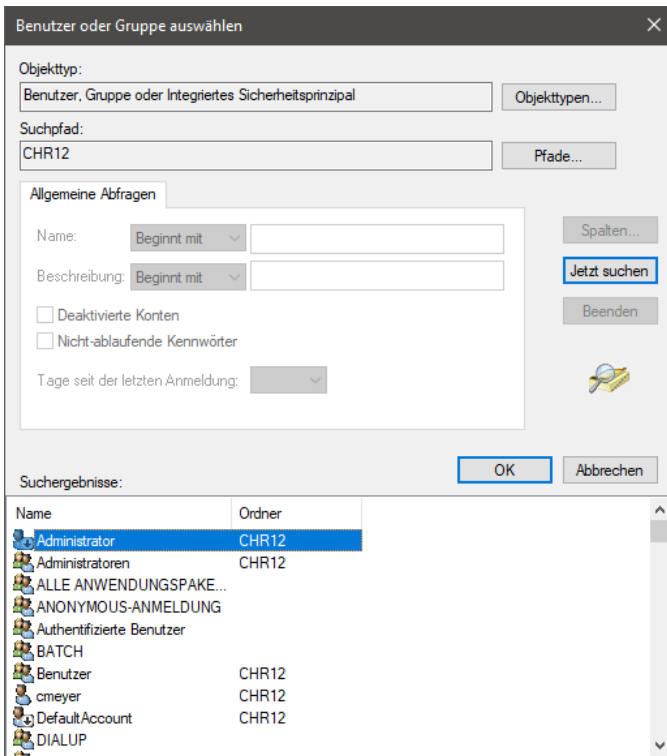 Benutzer oder Gruppe auswählen
Objekttyp:
Benutzer, Gruppe oder Integriertes Sicherheitsprinzipal
Objekttypen...
Suchpfad:
CHR12
Pfade...
Allgemeine Abfragen
Name:
Beginnt mit
Spalten...
Beschreibung:
Beginnt mit
Jetzt suchen
Deaktivierte Konten
Beenden
Nicht-ablaufende Kennwörter
Tage seit der letzten Anmeldung:
OK
Abbrechen
Suchergebnisse:
Name Ordner
Administrator CHR12
Administratoren CHR12
ALLE ANWENDUNGSPAKE...
ANONYMOUS-ANMELDUNG
Authentifizierte Benutzer
BATCH
Benutzer CHR12
cmeyer CHR12
DefaultAccount CHR12
DIALUP